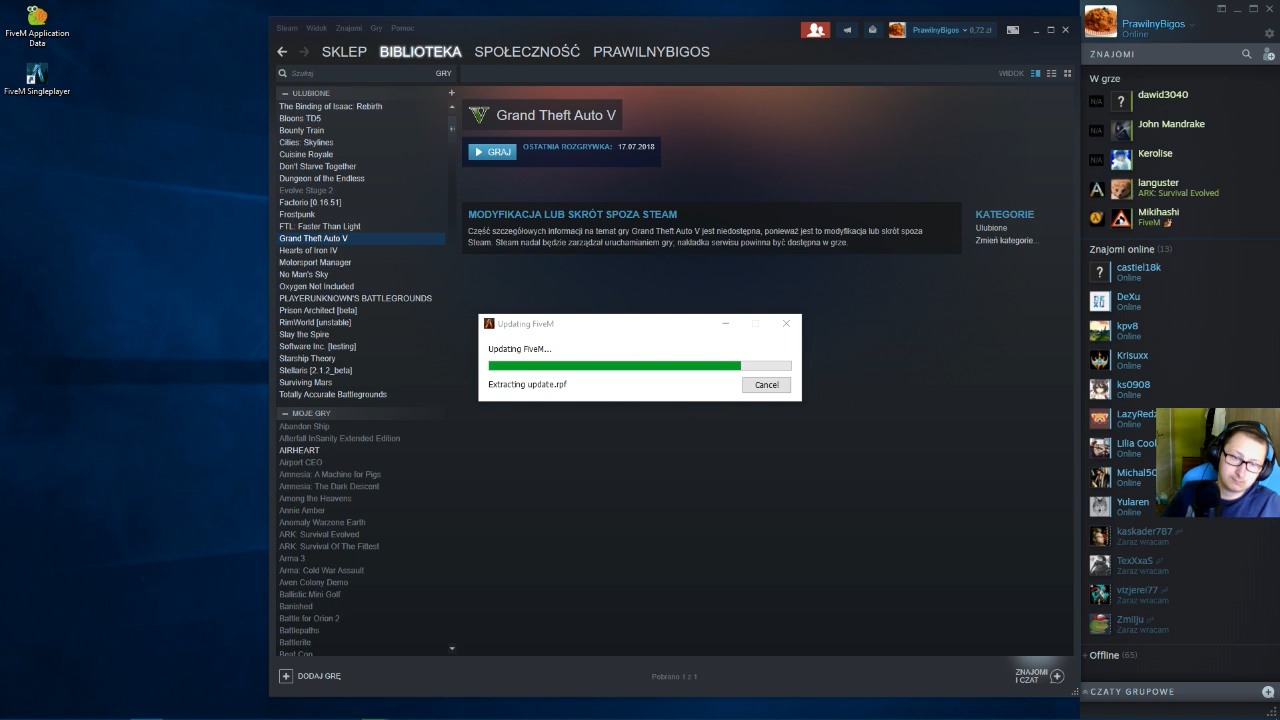 FiveM Application
Data
FiveM Singleplayer
Steam Widok Znajomi Gry Pomoc
PrawilnyBigos 0,72 zł
SKLEP BIBLIOTEKA SPOŁECZNOŚĆ PRAWILNYBIGOS
Szukaj GRY WIDOK
— ULUBIONE +
The Binding of Isaac: Rebirth
Bloons TD5
Bounty Train
Cities: Skylines
Cuisine Royale
Don't Starve Together
Dungeon of the Endless
Evolve Stage 2
Factorio [0.16.51]
Frostpunk
FTL: Faster Than Light
Grand Theft Auto V
Hearts of Iron IV
Motorsport Manager
No Man's Sky
Oxygen Not Included
PLAYERUNKNOWN'S BATTLEGROUNDS
Prison Architect [beta]
RimWorld [unstable]
Slay the Spire
Software Inc. [testing]
Starship Theory
Stellaris [2.1.2_beta]
Surviving Mars
Totally Accurate Battlegrounds
— MOJE GRY
Abandon Ship
Afterfall InSanity Extended Edition
AIRHEART
Airport CEO
Amnesia: A Machine for Pigs
Amnesia: The Dark Descent
Among the Heavens
Annie Amber
Anomaly Warzone Earth
ARK: Survival Evolved
ARK: Survival Of The Fittest
Arma 3
Arma: Cold War Assault
Aven Colony Demo
Ballistic Mini Golf
Banished
Battle for Orion 2
Battlepaths
Battlerite
Beat Cop
Grand Theft Auto V
GRAJ OSTATNIA ROZGRYWKA: 17.07.2018
MODYFIKACJA LUB SKRÓT SPOZA STEAM
Część szczegółowych informacji na temat gry Grand Theft Auto V jest niedostępna, ponieważ jest to modyfikacja lub skrót spoza
Steam. Steam nadal będzie zarządzał uruchamianiem gry; nakładka serwisu powinna być dostępna w grze.
KATEGORIE
Ulubione
Zmień kategorie...
Updating FiveM
Updating FiveM...
Extracting update.rpf
Cancel
DODAJ GRĘ
Pobrano 1 z 1
ZNAJOMI
I CZAT
PrawilnyBigos
Online
ZNAJOMI
W grze
N/A ? dawid3040
N/A John Mandrake
N/A Kerolise
languster
ARK: Survival Evolved
Mikihashi
FiveM
Znajomi online (13)
? castiel18k
Online
DeXu
Online
kpv8
Online
Krisuxx
Online
ks0908
Online
LazyRedz
Online
Lilia Cool
Online
Michal50
Online
Yularen
Online
kaskader787
Zaraz wracam
TexXxaS
Zaraz wracam
vizjerei77
Zaraz wracam
Zmilju
Zaraz wracam
+ Offline (65)
CZATY GRUPOWE